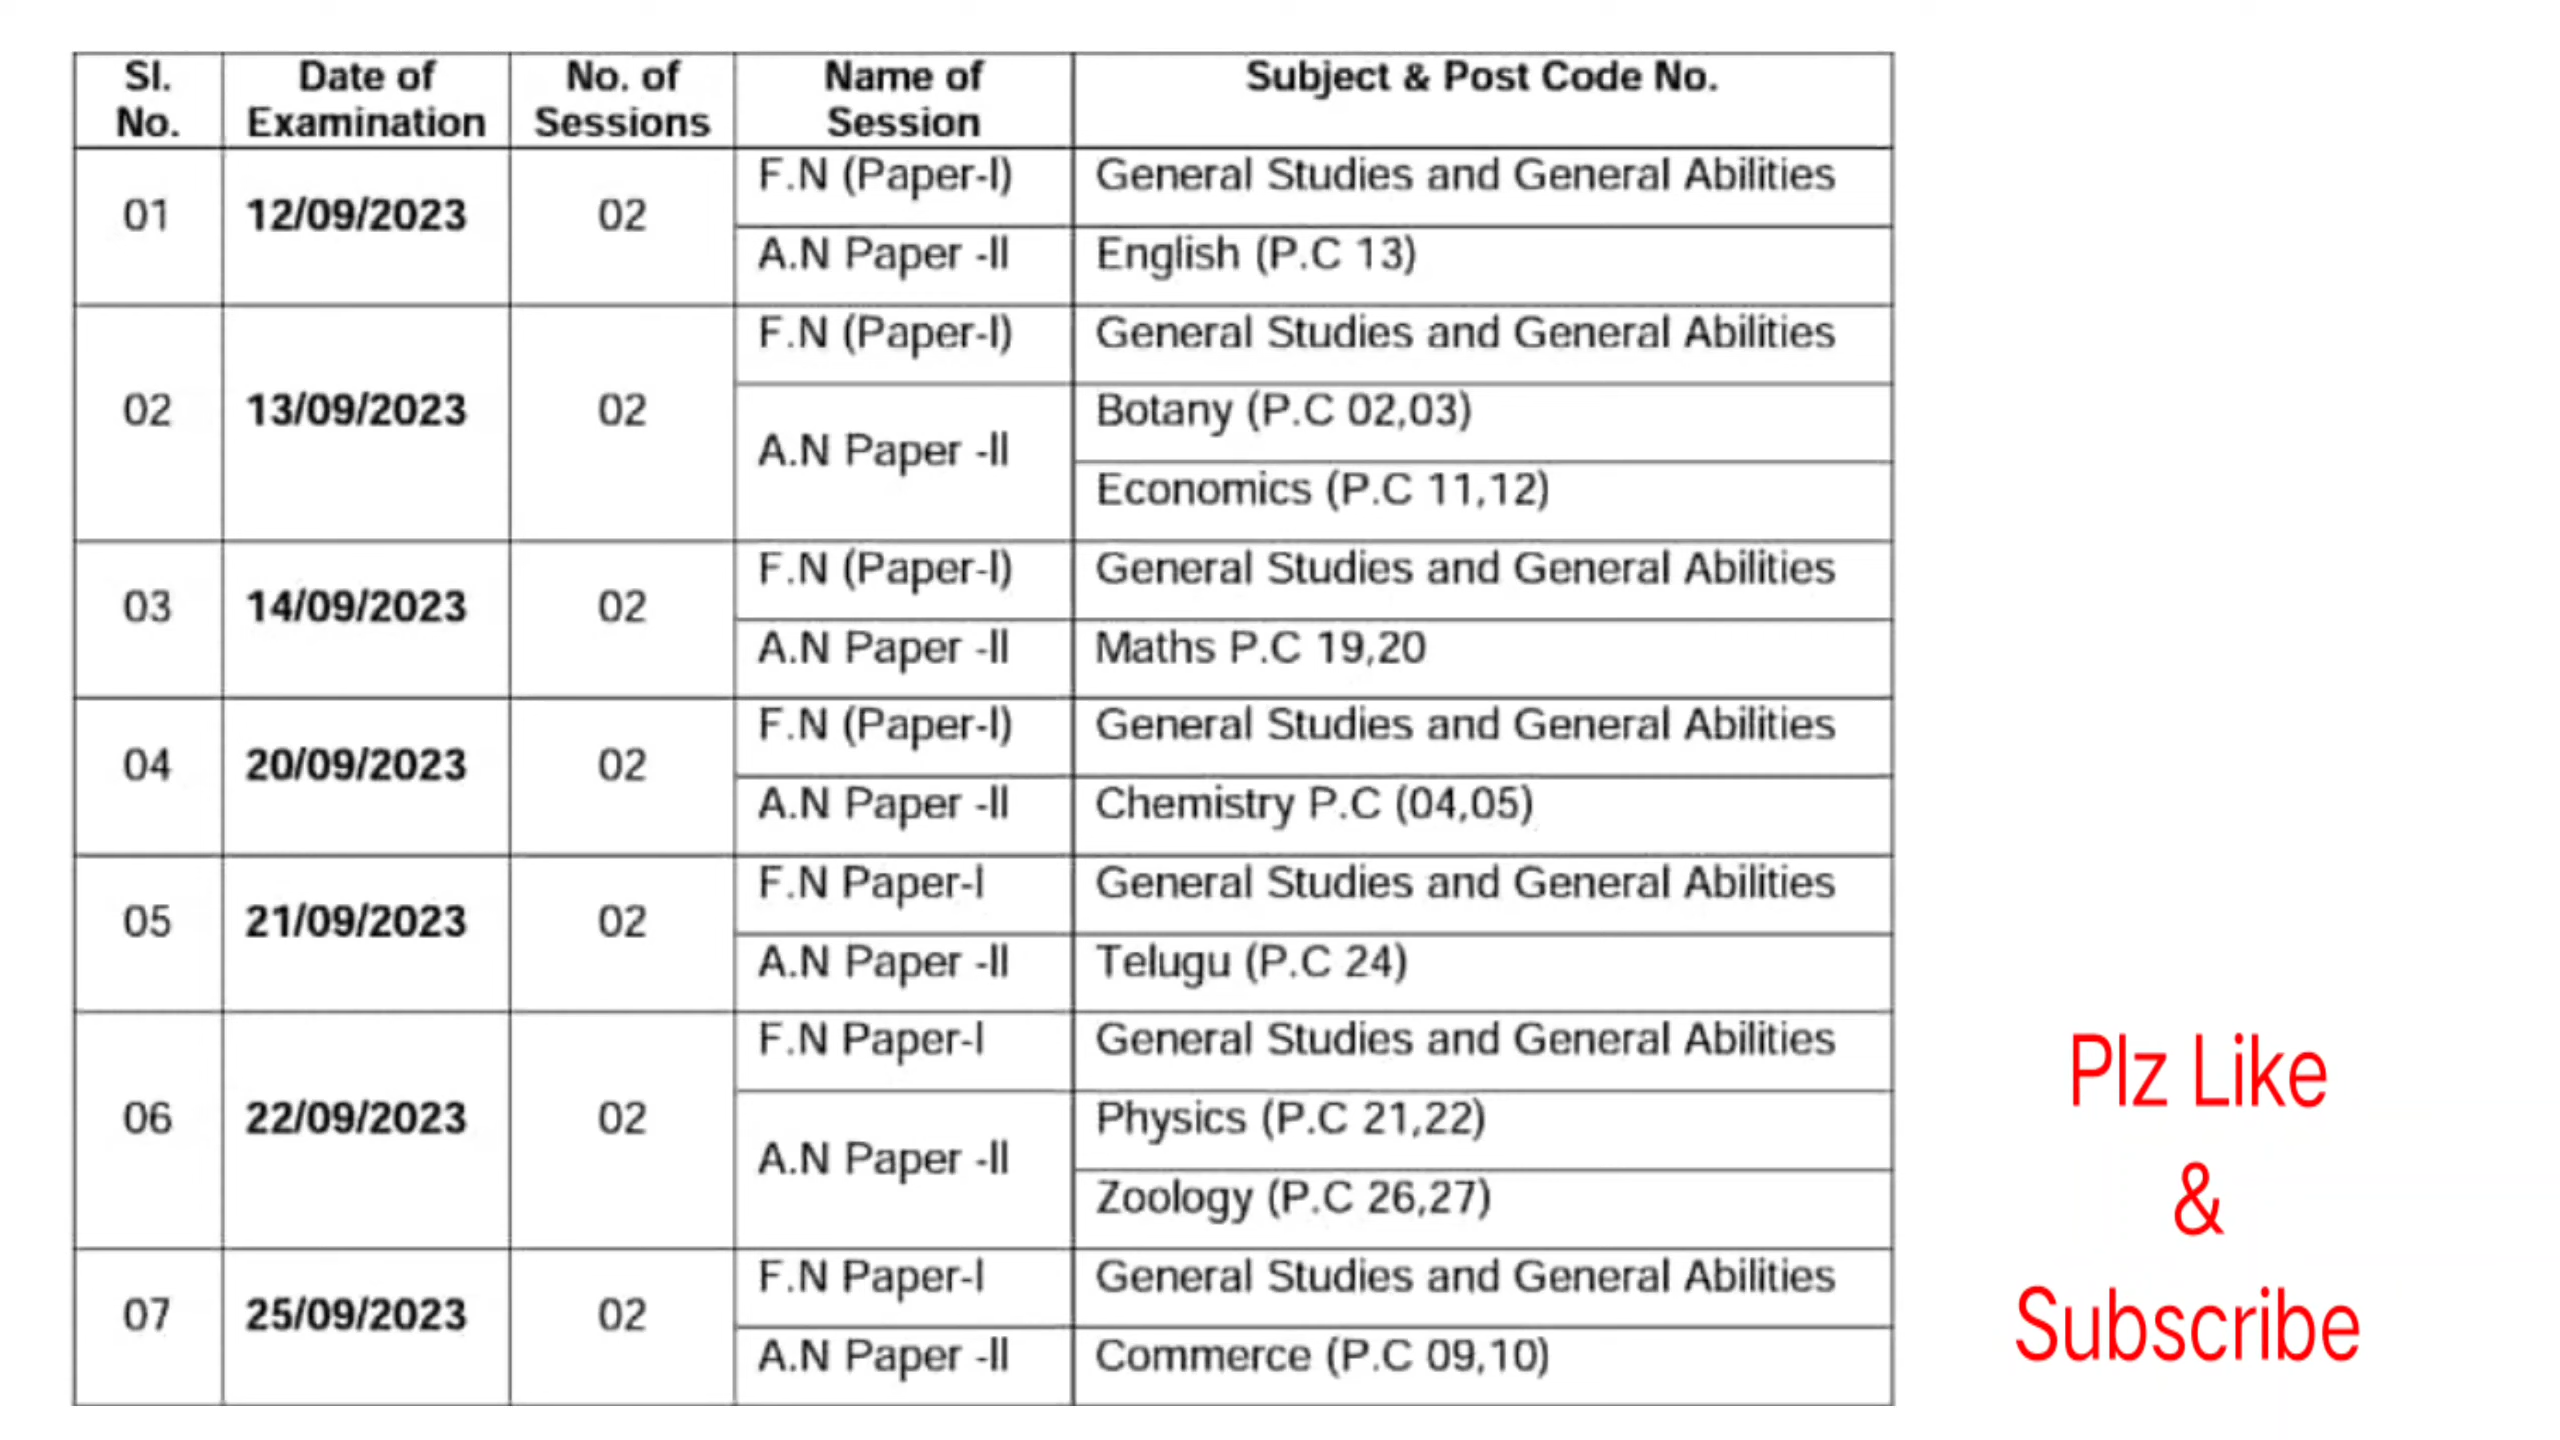 Sl. No. Date of Examination No. of Sessions Name of Session Subject & Post Code No.
01 12/09/2023 02 F.N (Paper-I) General Studies and General Abilities
A.N Paper -II English (P.C 13)
02 13/09/2023 02 F.N (Paper-I) General Studies and General Abilities
A.N Paper -II Botany (P.C 02,03)
Economics (P.C 11,12)
03 14/09/2023 02 F.N (Paper-I) General Studies and General Abilities
A.N Paper -II Maths P.C 19,20
04 20/09/2023 02 F.N (Paper-I) General Studies and General Abilities
A.N Paper -II Chemistry P.C (04,05)
05 21/09/2023 02 F.N Paper-I General Studies and General Abilities
A.N Paper -II Telugu (P.C 24)
06 22/09/2023 02 F.N Paper-I General Studies and General Abilities
A.N Paper -II Physics (P.C 21,22)
Zoology (P.C 26,27)
07 25/09/2023 02 F.N Paper-I General Studies and General Abilities
A.N Paper -II Commerce (P.C 09,10)
Plz Like
&
Subscribe